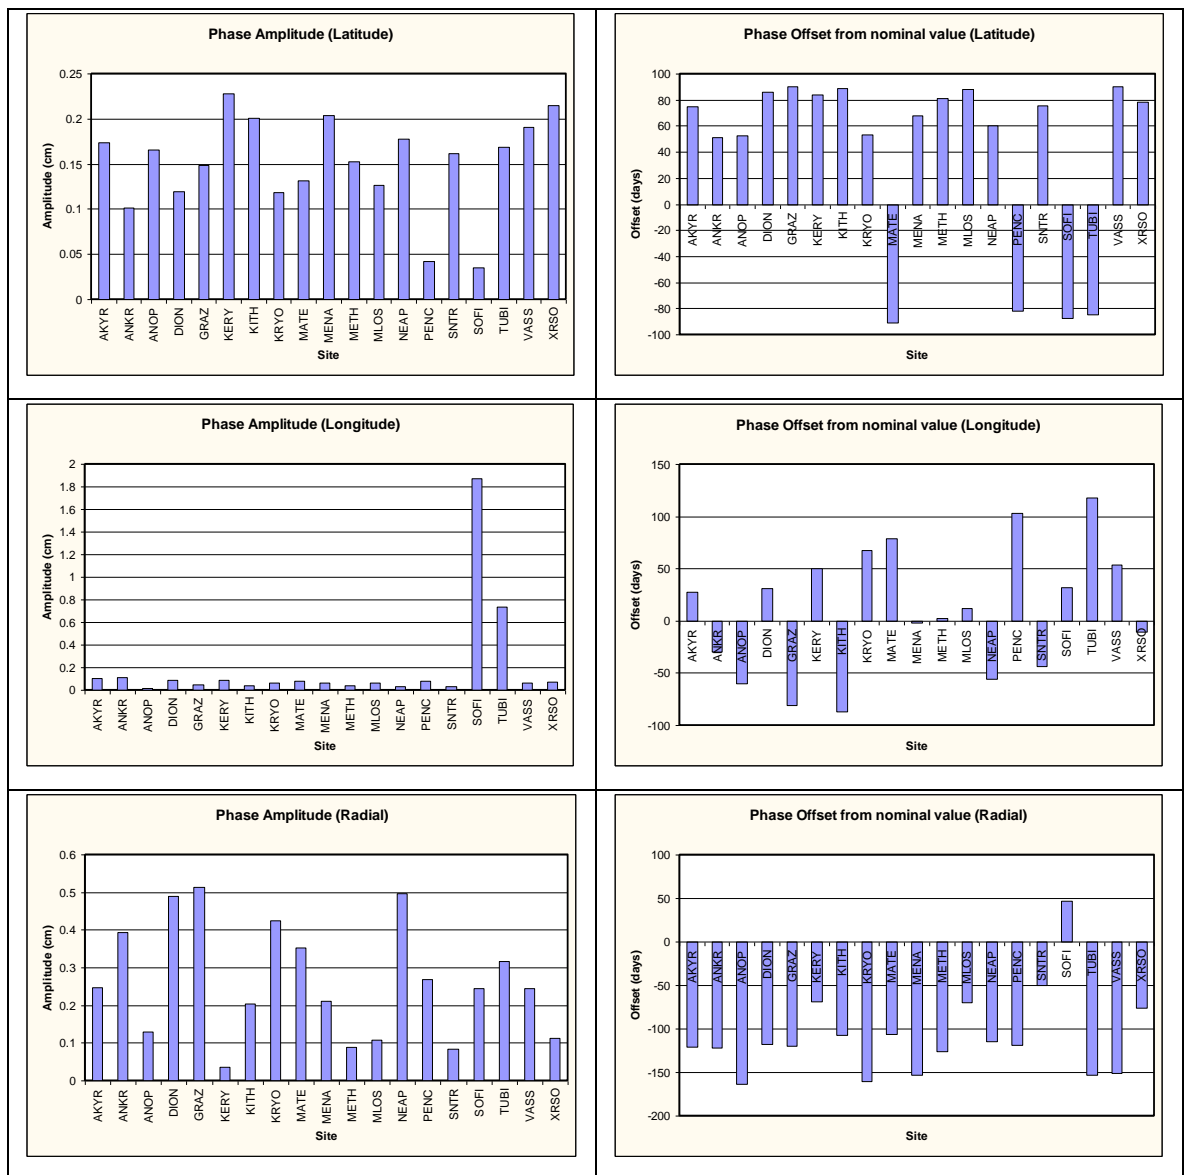 Phase Amplitude (Latitude)
0.25
0.2
0.15
0.1
0.05
0
Amplitude (cm)
AKYR ANKR ANOP DION GRAZ KERY KITH KRYO MATE MENA METH MLOS NEAP PENC SNTR SOFI TUBI VASS XRSO
Site
Phase Offset from nominal value (Latitude)
100
80
60
40
20
0
-20
-40
-60
-80
-100
Offset (days)
AKYR ANKR ANOP DION GRAZ KERY KITH KRYO MATE MENA METH MLOS NEAP PENC SNTR SOFI TUBI VASS XRSO
Site
Phase Amplitude (Longitude)
2
1.8
1.6
1.4
1.2
1
0.8
0.6
0.4
0.2
0
Amplitude (cm)
AKYR ANKR ANOP DION GRAZ KERY KITH KRYO MATE MENA METH MLOS NEAP PENC SNTR SOFI TUBI VASS XRSO
Site
Phase Offset from nominal value (Longitude)
150
100
50
0
-50
-100
Offset (days)
AKYR ANKR ANOP DION GRAZ KERY KITH KRYO MATE MENA METH MLOS NEAP PENC SNTR SOFI TUBI VASS XRSO
Site
Phase Amplitude (Radial)
0.6
0.5
0.4
0.3
0.2
0.1
0
Amplitude (cm)
AKYR ANKR ANOP DION GRAZ KERY KITH KRYO MATE MENA METH MLOS NEAP PENC SNTR SOFI TUBI VASS XRSO
Site
Phase Offset from nominal value (Radial)
100
50
0
-50
-100
-150
-200
Offset (days)
AKYR ANKR ANOP DION GRAZ KERY KITH KRYO MATE MENA METH MLOS NEAP PENC SNTR SOFI TUBI VASS XRSO
Site